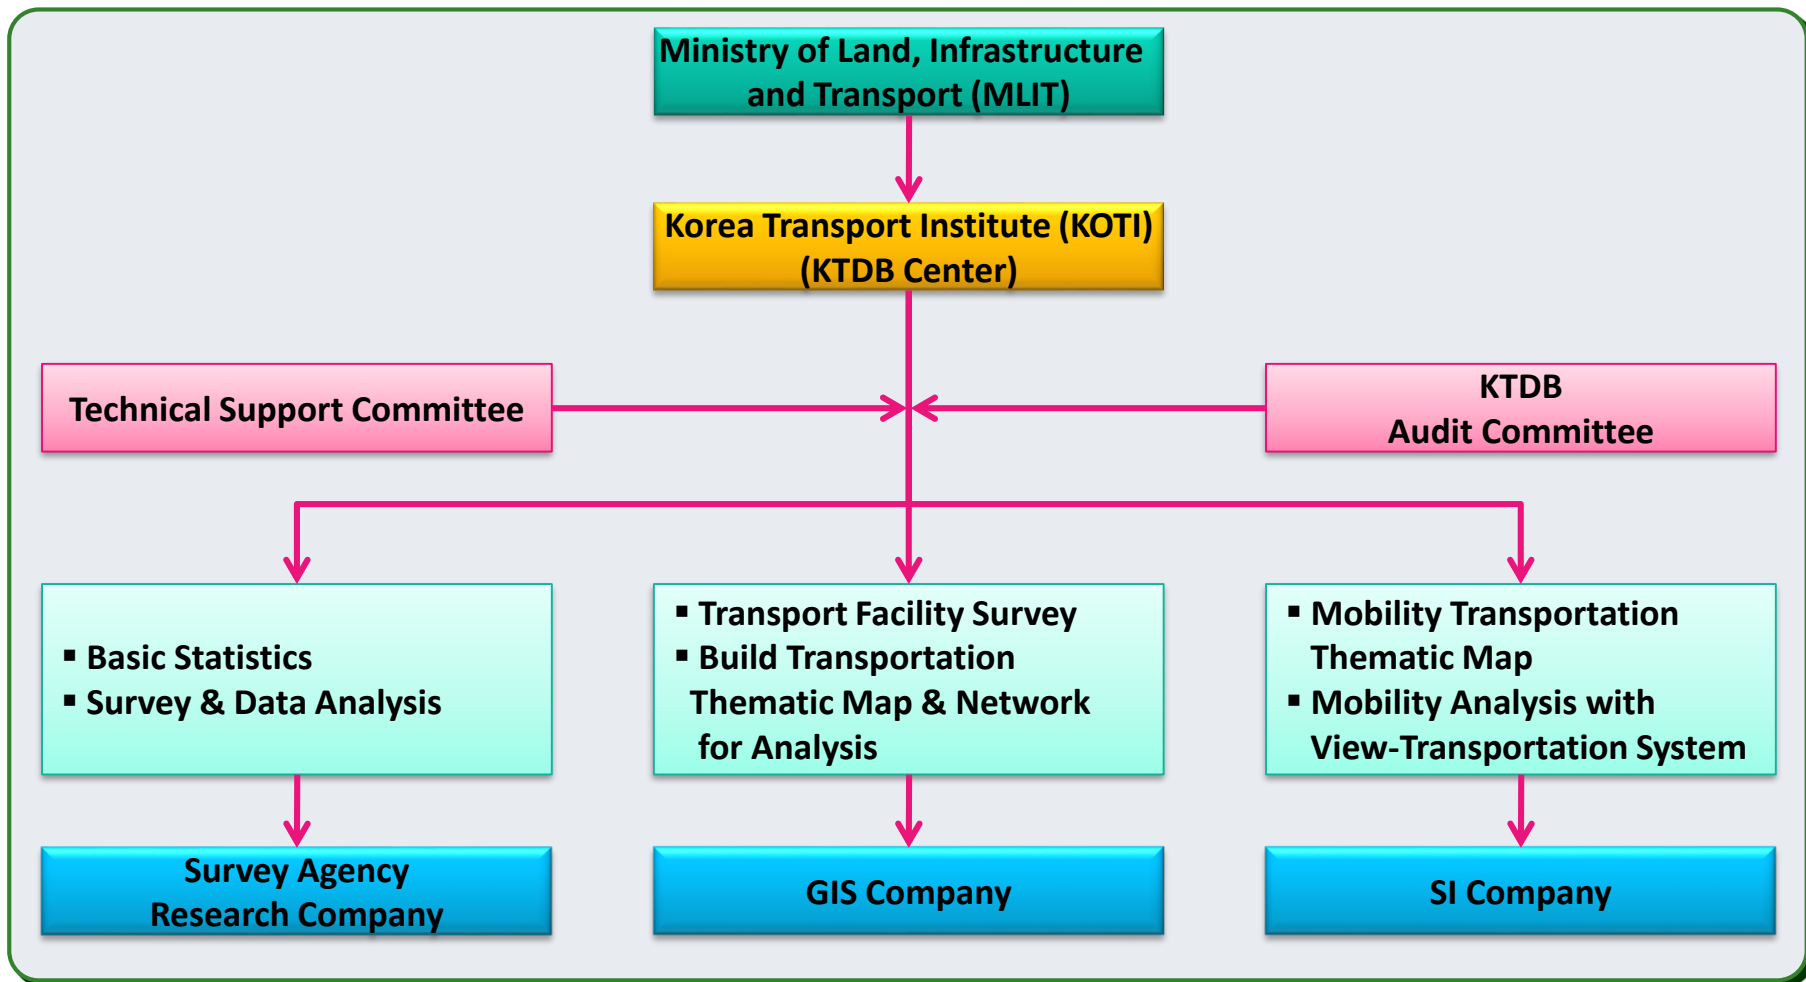 Ministry of Land, Infrastructure
and Transport (MLIT)
Korea Transport Institute (KOTI)
(KTDB Center)
Technical Support Committee
KTDB
Audit Committee
▪ Basic Statistics
▪ Survey & Data Analysis
▪ Transport Facility Survey
▪ Build Transportation
Thematic Map & Network
for Analysis
▪ Mobility Transportation
Thematic Map
▪ Mobility Analysis with
View-Transportation System
Survey Agency
Research Company
GIS Company
SI Company